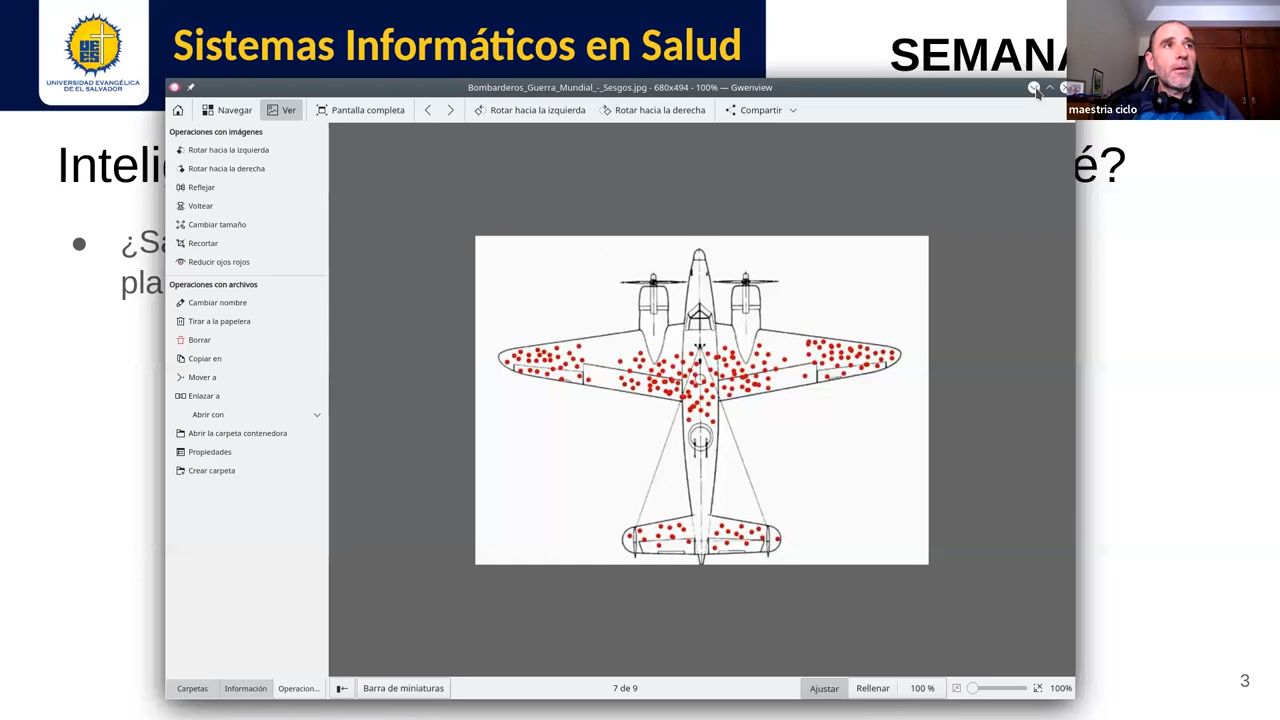 Sistemas Informáticos en Salud
SEMANA
UNIVERSIDAD EVANGÉLICA
DE EL SALVADOR
maestria ciclo
Bombarderos_Guerra_Mundial_-_Sesgos.jpg - 680x494 - 100% — Gwenview
Navegar
Ver
Pantalla completa
Rotar hacia la izquierda
Rotar hacia la derecha
Compartir
Operaciones con imágenes
Rotar hacia la izquierda
Rotar hacia la derecha
Reflejar
Voltear
Cambiar tamaño
Recortar
Reducir ojos rojos
Operaciones con archivos
Cambiar nombre
Tirar a la papelera
Borrar
Copiar en
Mover a
Enlazar a
Abrir con
Abrir la carpeta contenedora
Propiedades
Crear carpeta
Inteli
é?
¿Sa
pla
Carpetas
Información
Operacion...
Barra de miniaturas
7 de 9
Ajustar
Rellenar
100 %
100%
3